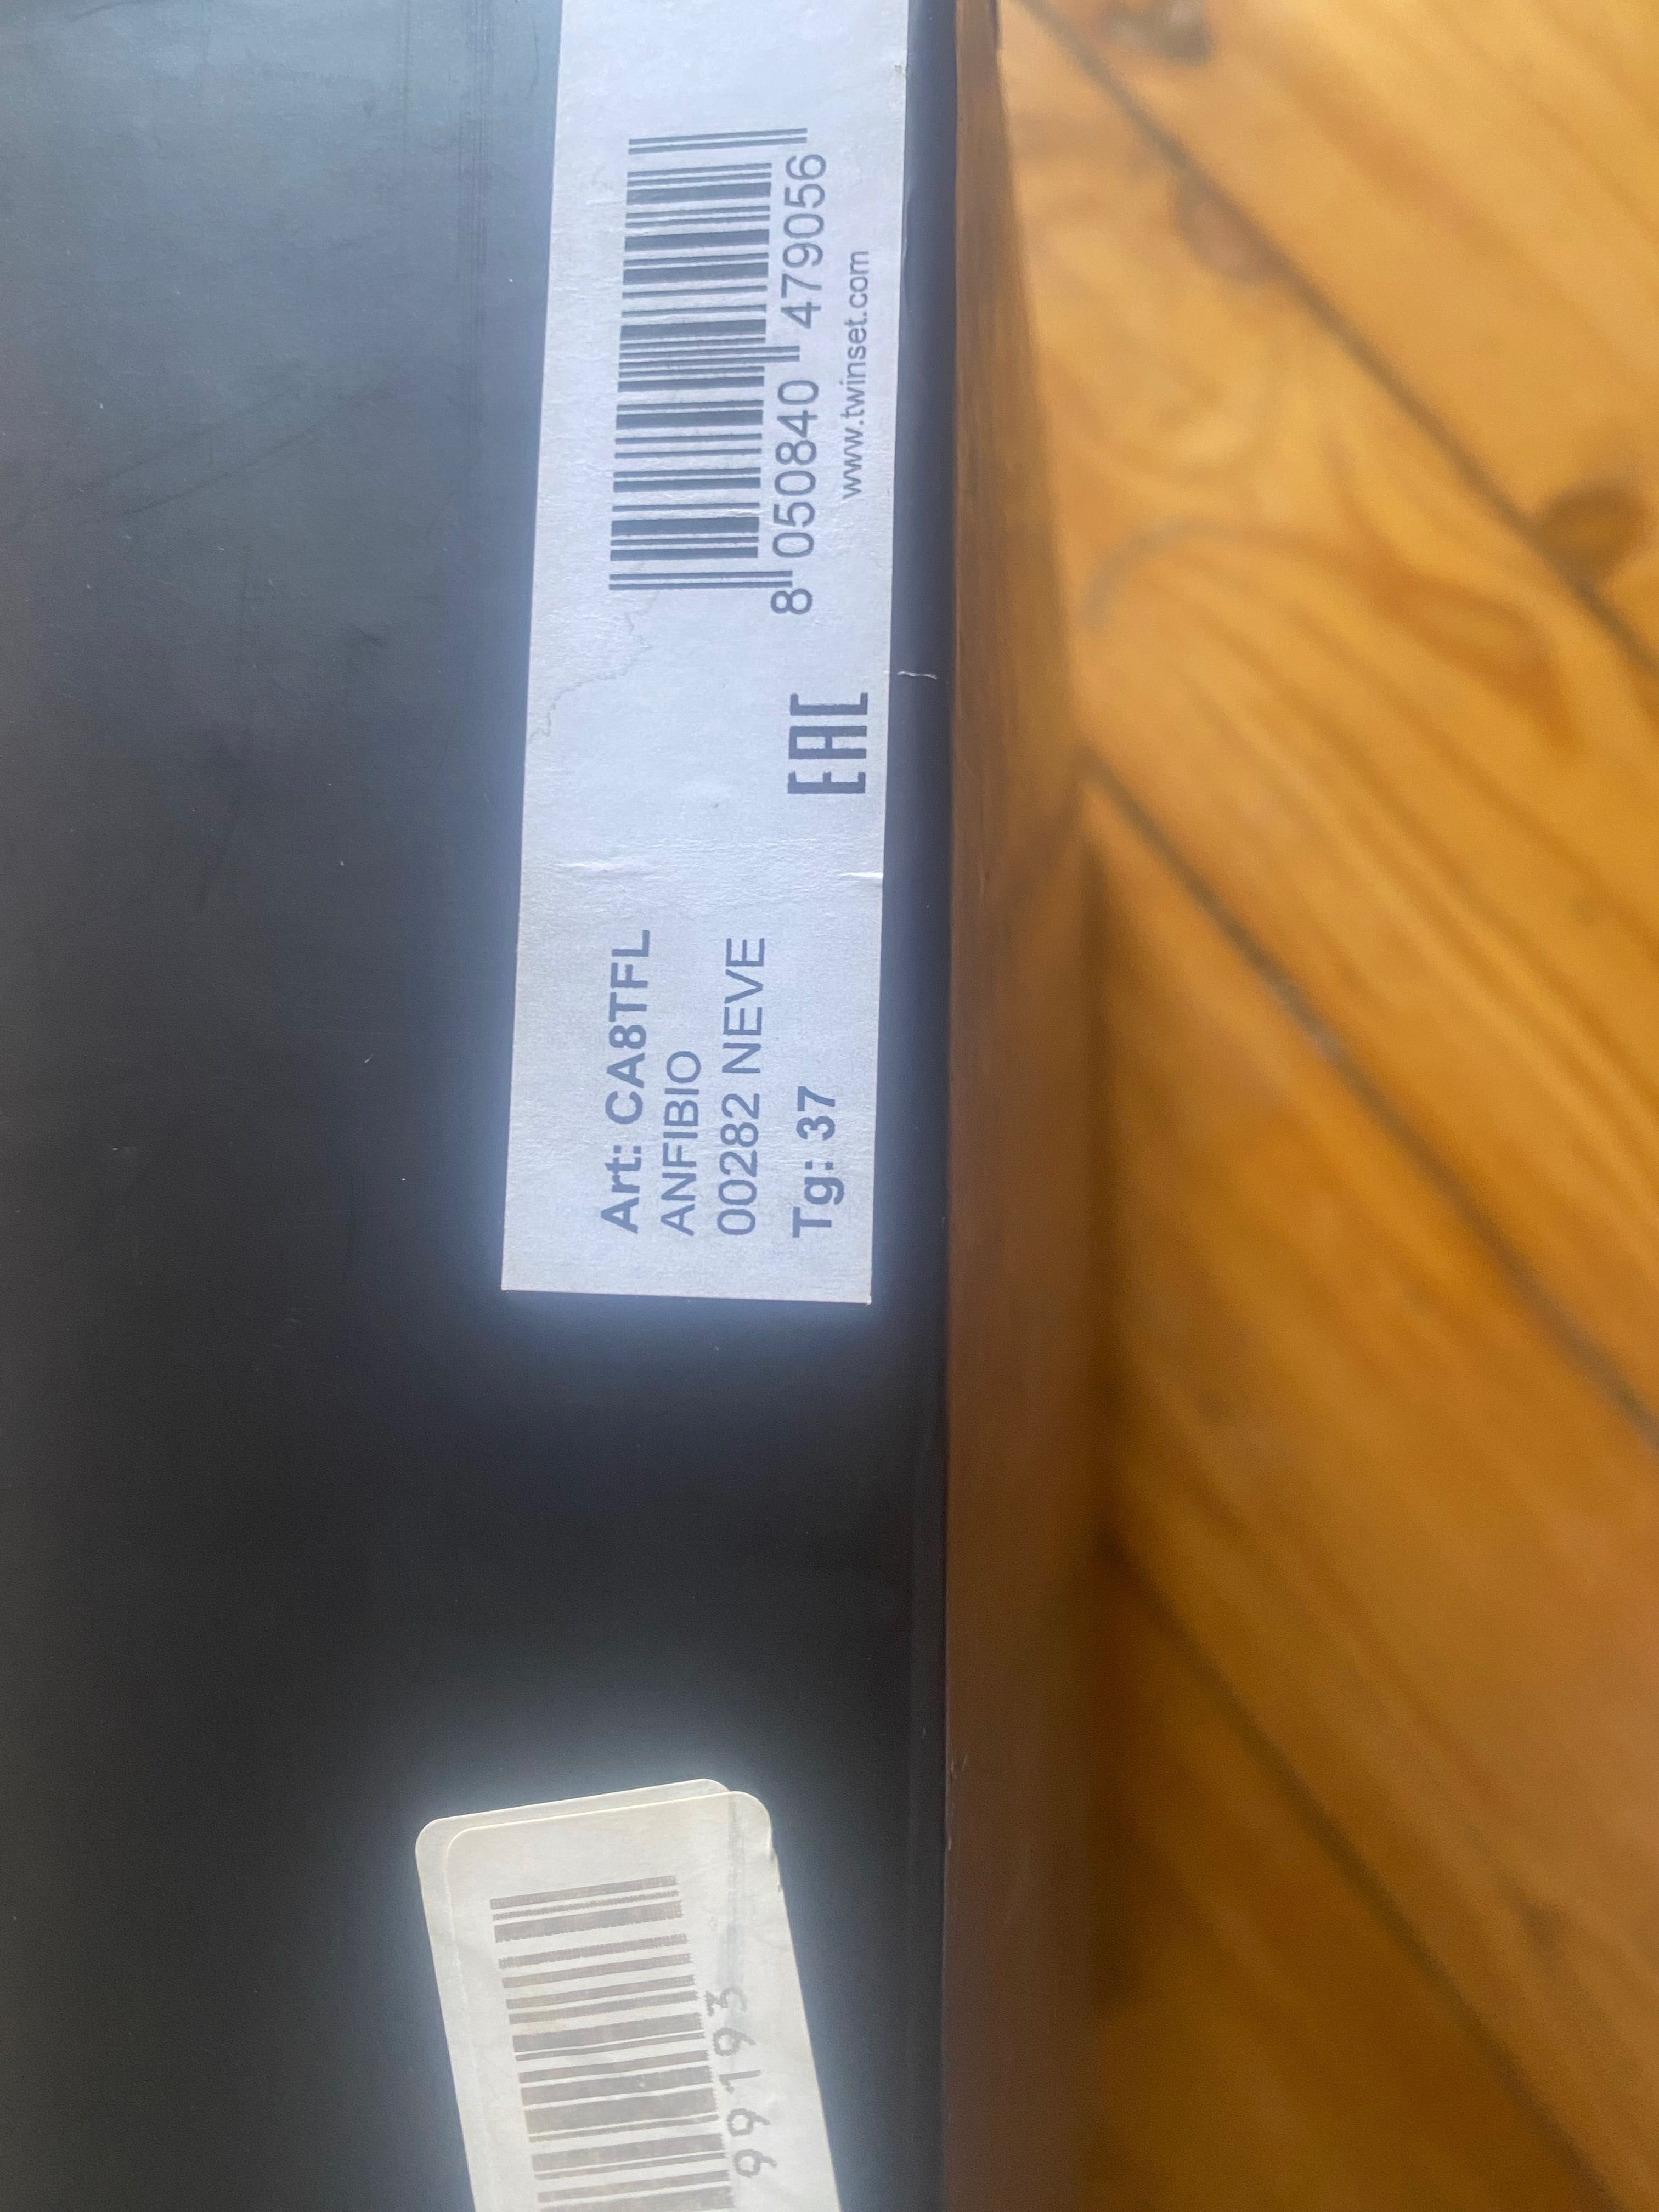 Art: CA8TFL
ANFIBIO
00282 NEVE
Tg: 37
EAC
8 050840 479056
www.twinset.com
99193